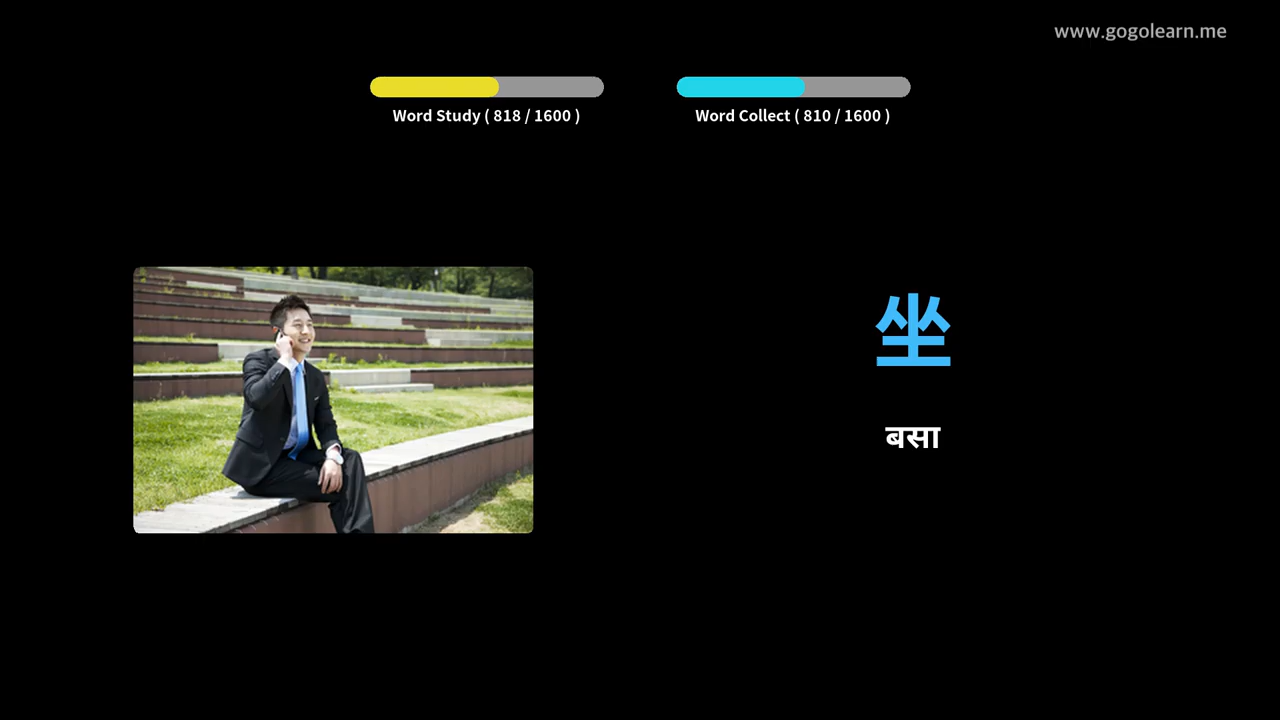 www.gogolearn.me
Word Study ( 818 / 1600 )
Word Collect ( 810 / 1600 )
坐
बसा